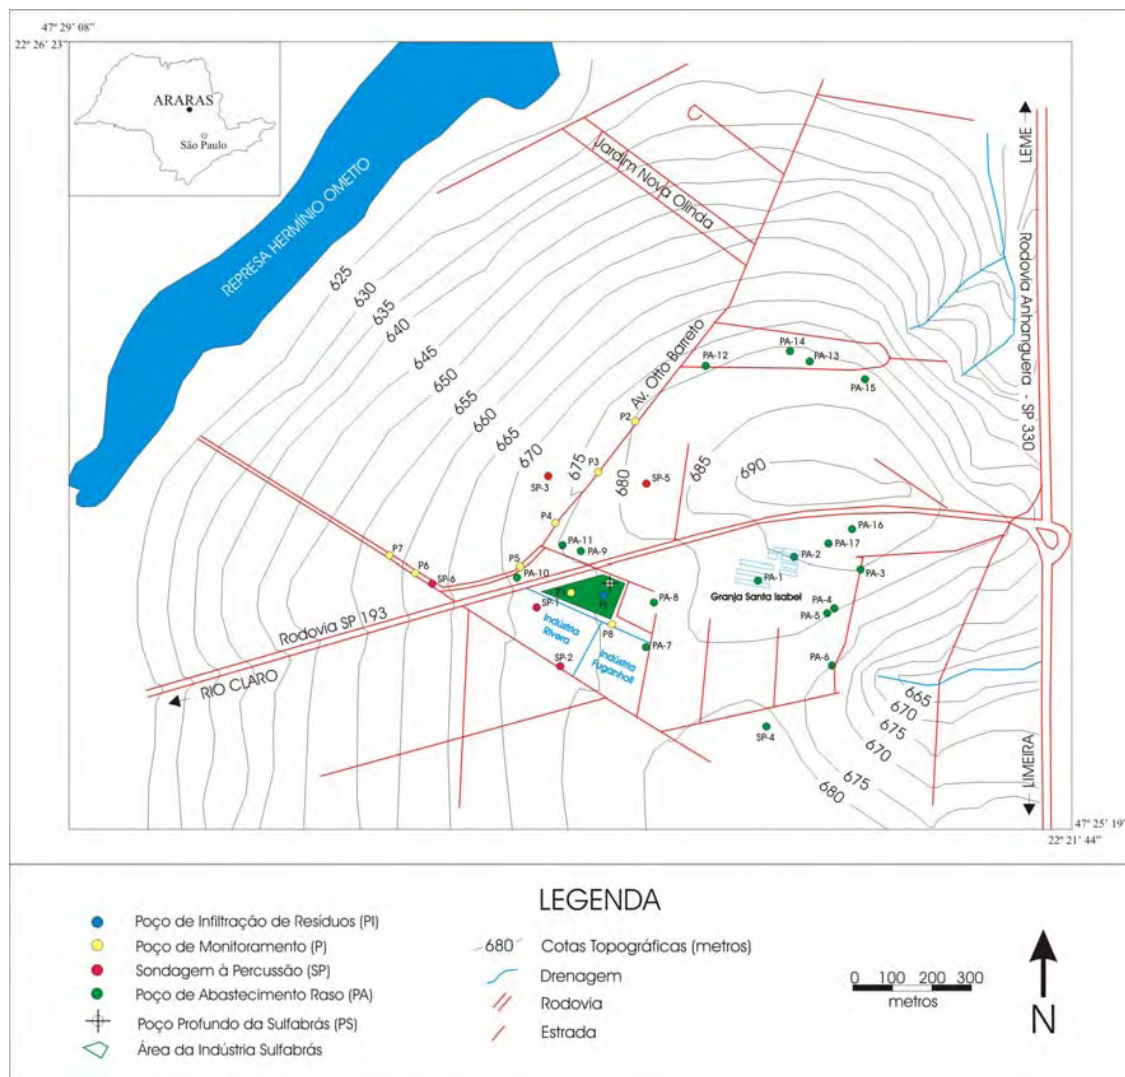 47º 29' 08"
22º 26' 23"
ARARAS
São Paulo
REPRESA HERMÍNIO OMETTO
Jardim Nova Olinda
LEME
Rodovia Anhanguera - SP 330
LIMEIRA
625
630
635
640
645
650
655
660
665
670
675
680
685
690
Av. Otto Barreto
PA-12
PA-14
PA-13
PA-15
P2
P3
SP-3
SP-5
P4
PA-11
PA-9
P5
PA-10
P7
P6
SP-6
PA-16
PA-17
PA-2
PA-3
PA-1
Granja Santa Isabel
PA-4
PA-5
PA-6
PA-8
PA-7
P1
PI
P8
SP-1
SP-2
Indústria
Rivera
Indústria
Fuganholi
Rodovia SP 193
RIO CLARO
SP-4
665
670
675
670
675
680
47º 25' 19"
22º 21' 44"
LEGENDA
Poço de Infiltração de Resíduos (PI)
Poço de Monitoramento (P)
Sondagem à Percussão (SP)
Poço de Abastecimento Raso (PA)
Poço Profundo da Sulfabrás (PS)
Área da Indústria Sulfabrás
680 Cotas Topográficas (metros)
Drenagem
Rodovia
Estrada
0 100 200 300
metros
N